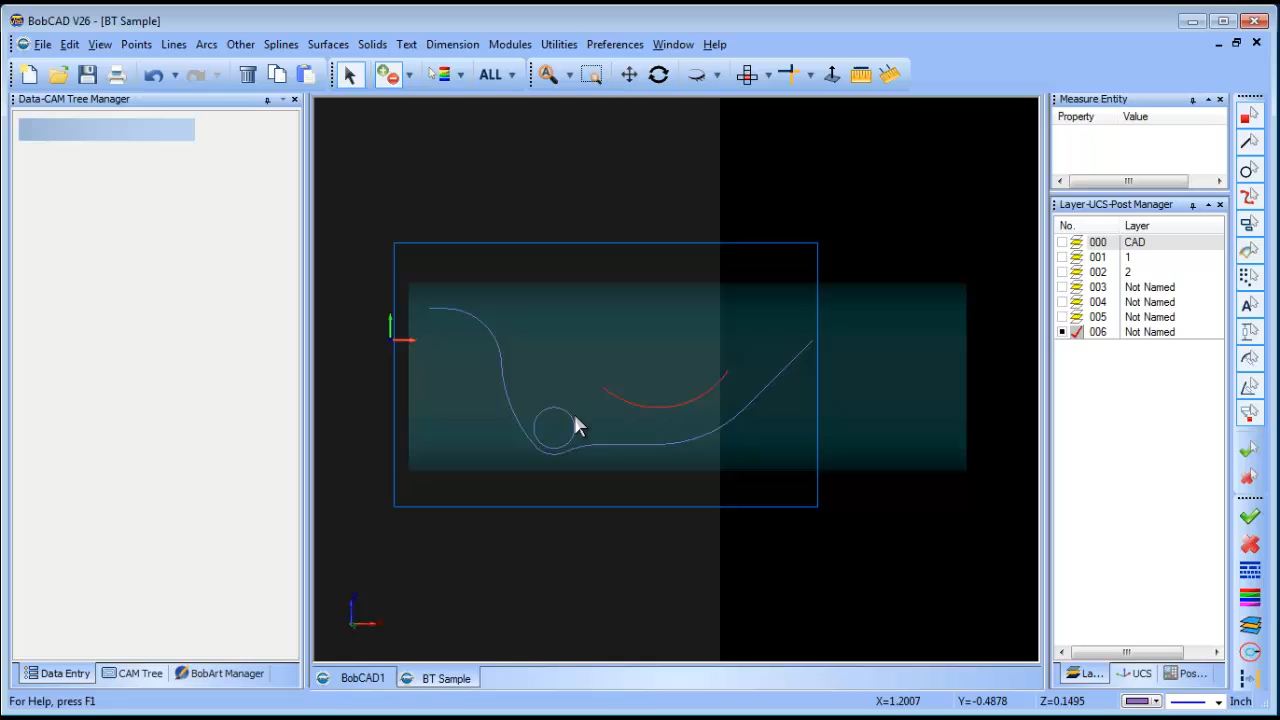 BobCAD V26 - [BT Sample]
File Edit View Points Lines Arcs Other Splines Surfaces Solids Text Dimension Modules Utilities Preferences Window Help
ALL
Data-CAM Tree Manager
Measure Entity
Property Value
Layer-UCS-Post Manager
No. Layer
000 CAD
001 1
002 2
003 Not Named
004 Not Named
005 Not Named
006 Not Named
Data Entry CAM Tree BobArt Manager
BobCAD1 BT Sample
La... UCS Pos...
For Help, press F1
X=1.2007 Y=-0.4878 Z=0.1495 Inch